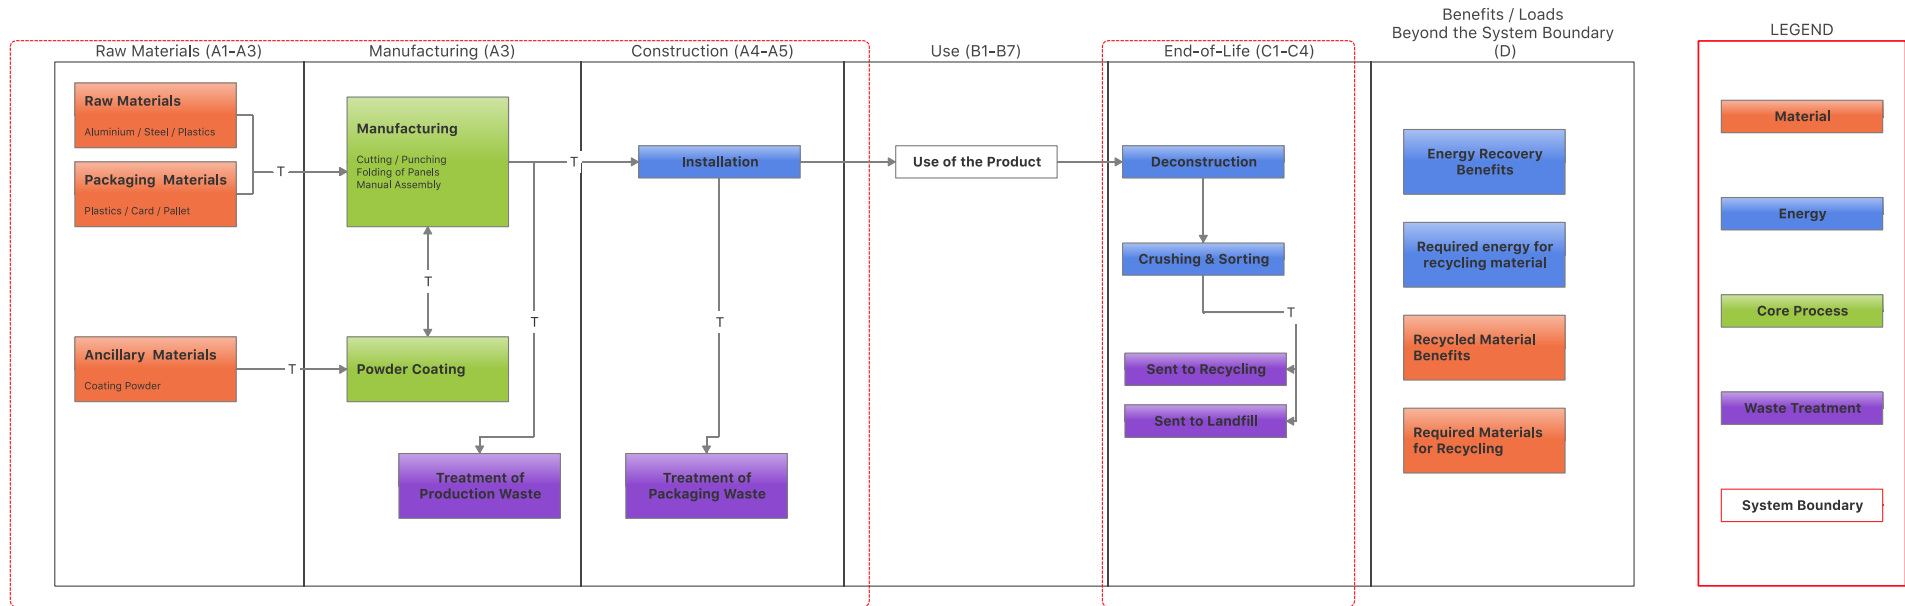 Raw Materials (A1-A3)
Manufacturing (A3)
Construction (A4-A5)
Use (B1-B7)
End-of-Life (C1-C4)
Benefits / Loads
Beyond the System Boundary
(D)
LEGEND
Raw Materials
Aluminium / Steel / Plastics
Packaging Materials
Plastics / Card / Pallet
T
Ancillary Materials
Coating Powder
T
Manufacturing
Cutting / Punching
Folding of Panels
Manual Assembly
T
Powder Coating
T
T
Treatment of
Production Waste
Installation
T
Treatment of
Packaging Waste
Use of the Product
Deconstruction
Crushing & Sorting
T
Sent to Recycling
Sent to Landfill
Energy Recovery
Benefits
Required energy for
recycling material
Recycled Material
Benefits
Required Materials
for Recycling
Material
Energy
Core Process
Waste Treatment
System Boundary